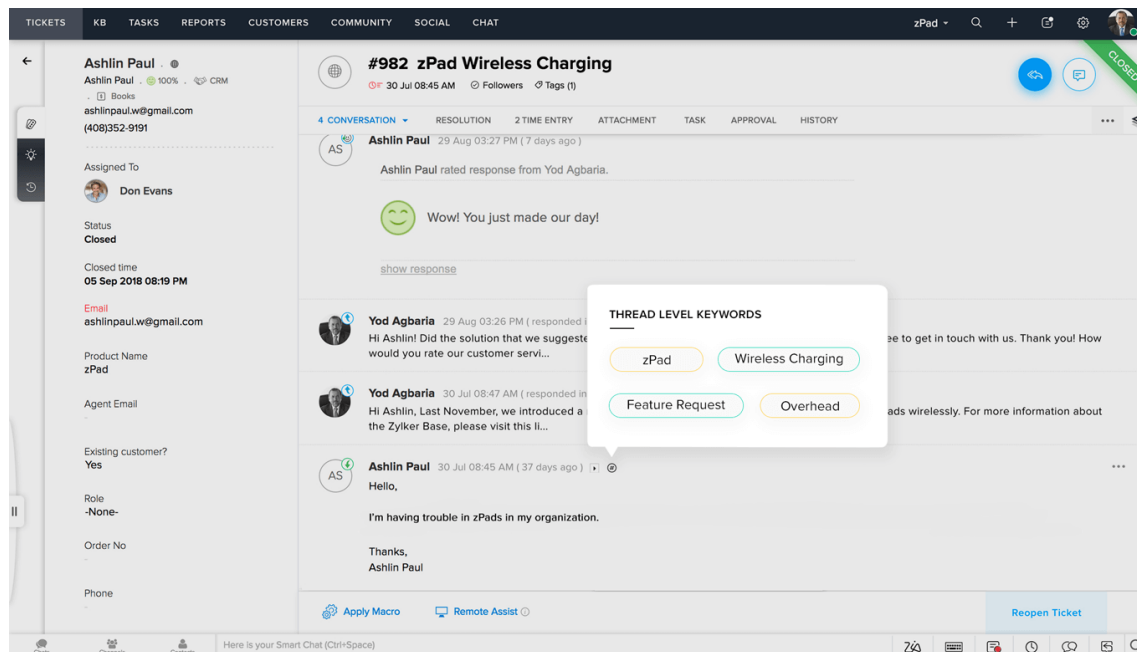 TICKETS KB TASKS REPORTS CUSTOMERS COMMUNITY SOCIAL CHAT zPad
CLOSED
Ashlin Paul
Ashlin Paul . 100% . CRM
. Books
ashlinpaul.w@gmail.com
(408)352-9191
Assigned To
Don Evans
Status
Closed
Closed time
05 Sep 2018 08:19 PM
Email
ashlinpaul.w@gmail.com
Product Name
zPad
Agent Email
-
Existing customer?
Yes
Role
-None-
Order No
-
Phone
-
#982 zPad Wireless Charging
30 Jul 08:45 AM Followers Tags (1)
4 CONVERSATION RESOLUTION 2 TIME ENTRY ATTACHMENT TASK APPROVAL HISTORY
AS
Ashlin Paul 29 Aug 03:27 PM ( 7 days ago )
Ashlin Paul rated response from Yod Agbaria.
Wow! You just made our day!
show response
Yod Agbaria 29 Aug 03:26 PM ( responded i
Hi Ashlin! Did the solution that we suggeste
ee to get in touch with us. Thank you! How
would you rate our customer servi...
Yod Agbaria 30 Jul 08:47 AM ( responded in
Hi Ashlin, Last November, we introduced a
ads wirelessly. For more information about
the Zylker Base, please visit this li...
THREAD LEVEL KEYWORDS
zPad Wireless Charging
Feature Request Overhead
AS
Ashlin Paul 30 Jul 08:45 AM ( 37 days ago )
Hello,
I'm having trouble in zPads in my organization.
Thanks,
Ashlin Paul
Apply Macro Remote Assist Reopen Ticket
Here is your Smart Chat (Ctrl+Space)